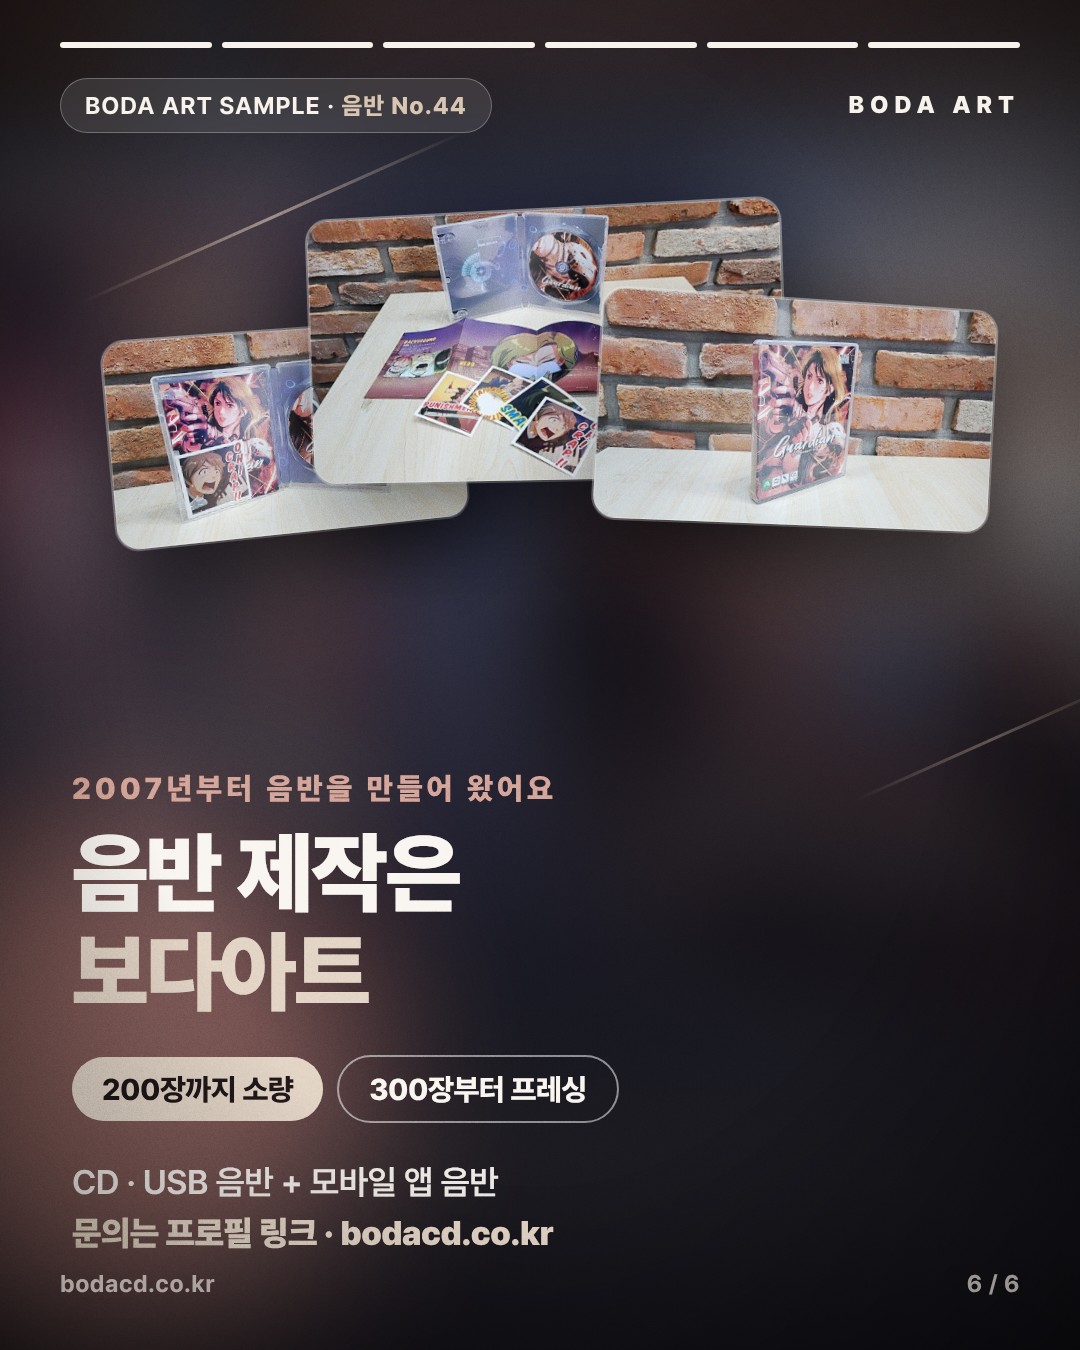 BODA ART SAMPLE · 음반 No.44
BODA ART
Guardian
Guardian
2007년부터 음반을 만들어 왔어요
음반 제작은
보다아트
200장까지 소량
300장부터 프레싱
CD · USB 음반 + 모바일 앱 음반
문의는 프로필 링크 · bodacd.co.kr
bodacd.co.kr
6 / 6